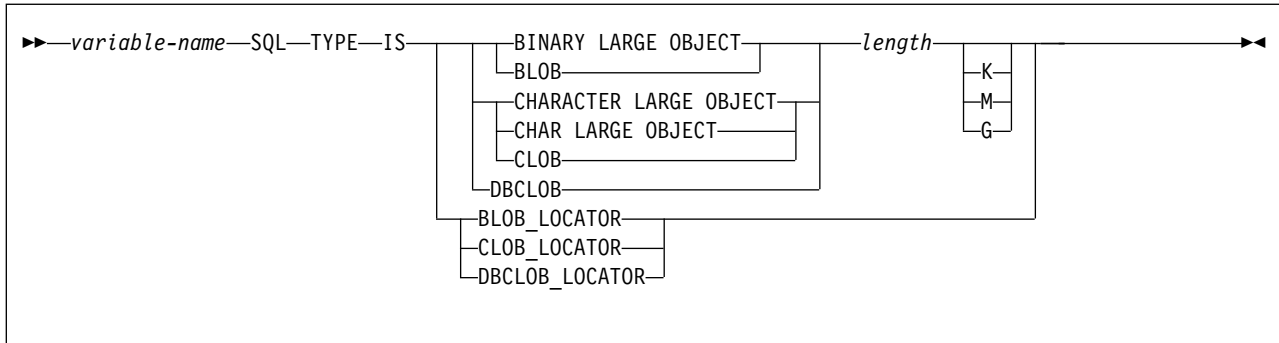 variable-name SQL TYPE IS BINARY LARGE OBJECT length
BLOB K
CHARACTER LARGE OBJECT M
CHAR LARGE OBJECT G
CLOB
DBCLOB
BLOB_LOCATOR
CLOB_LOCATOR
DBCLOB_LOCATOR